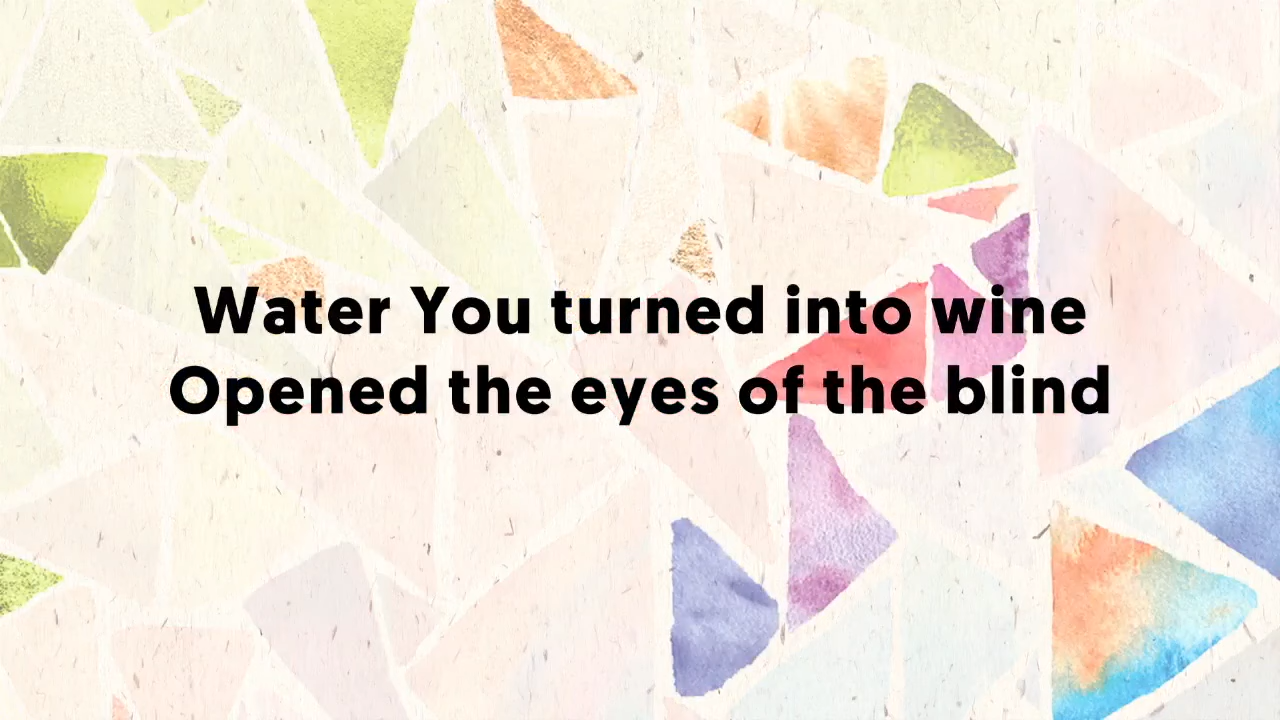 Water You turned into wine
Opened the eyes of the blind